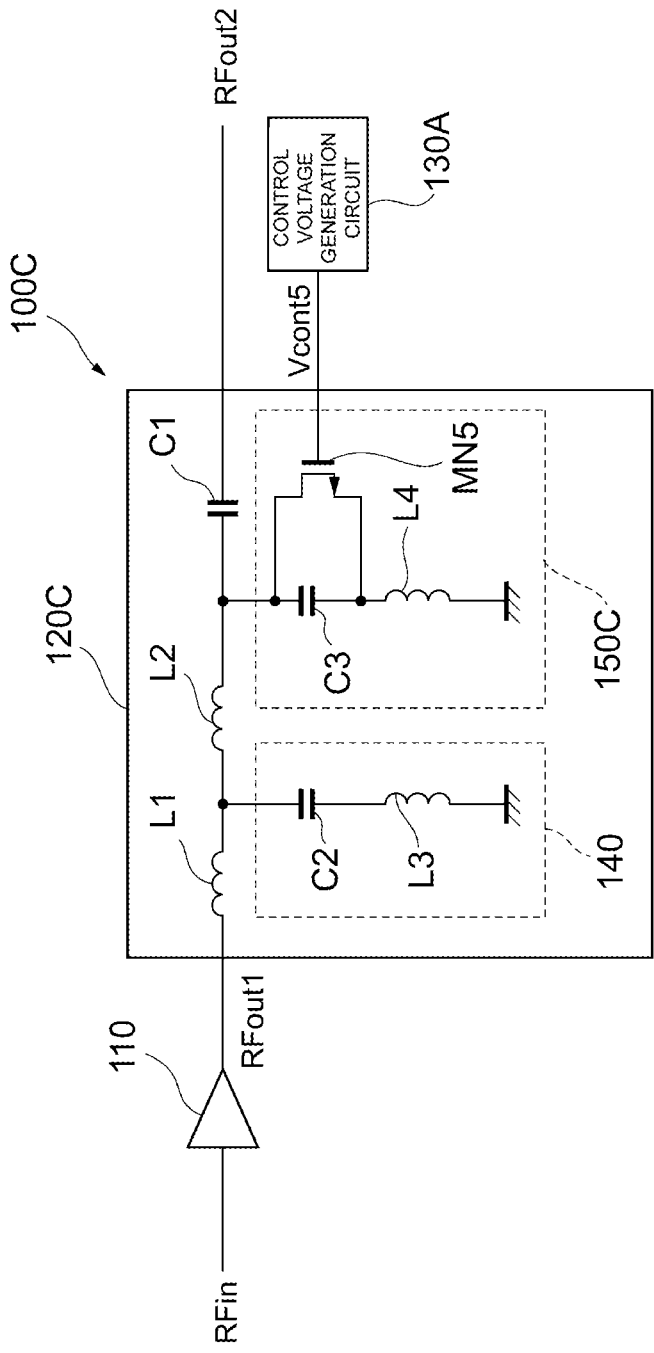 100C
120C
110
RFin
RFout1
L1
L2
C1
RFout2
C2
L3
140
C3
L4
MN5
150C
Vcont5
CONTROL
VOLTAGE
GENERATION
CIRCUIT
130A